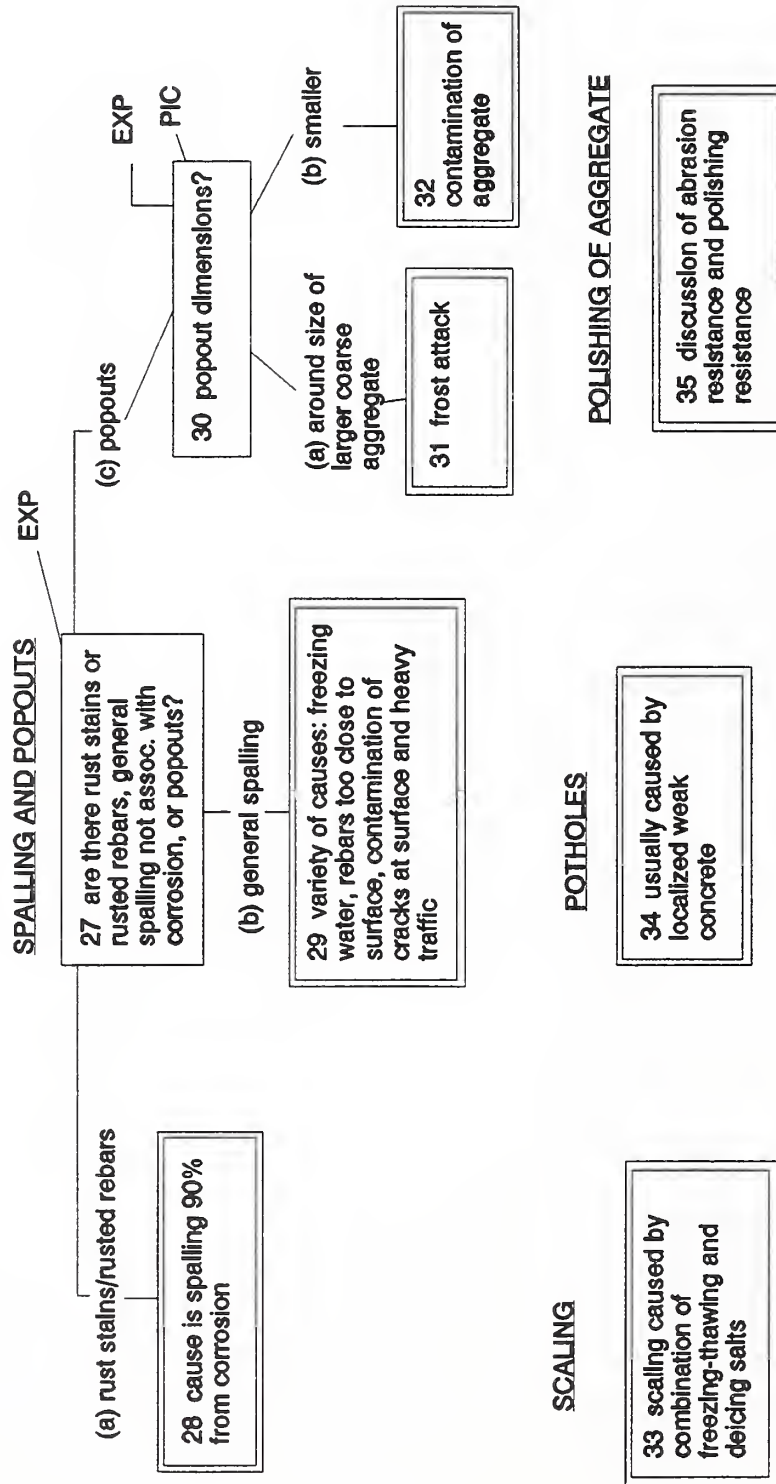 SPALLING AND POPOUTS
EXP
27 are there rust stains or
rusted rebars, general
spalling not assoc. with
corrosion, or popouts?
(a) rust stains/rusted rebars
28 cause is spalling 90%
from corrosion
(b) general spalling
29 variety of causes: freezing
water, rebars too close to
surface, contamination of
cracks at surface and heavy
traffic
(c) popouts
EXP
PIC
30 popout dimensions?
(a) around size of
larger coarse
aggregate
31 frost attack
(b) smaller
32
contamination of
aggregate
SCALING
33 scaling caused by
combination of
freezing-thawing and
deicing salts
POTHOLES
34 usually caused by
localized weak
concrete
POLISHING OF AGGREGATE
35 discussion of abrasion
resistance and polishing
resistance